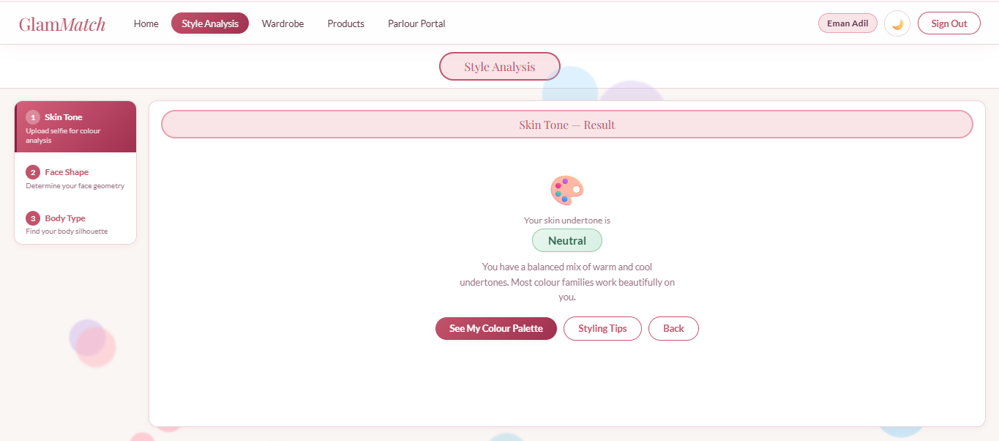 GlamMatch
Home
Style Analysis
Wardrobe
Products
Parlour Portal
Eman Adil
Sign Out
Style Analysis
1
Skin Tone
Upload selfie for colour
analysis
2
Face Shape
Determine your face geometry
3
Body Type
Find your body silhouette
Skin Tone — Result
Your skin undertone is
Neutral
You have a balanced mix of warm and cool
undertones. Most colour families work beautifully on
you.
See My Colour Palette
Styling Tips
Back